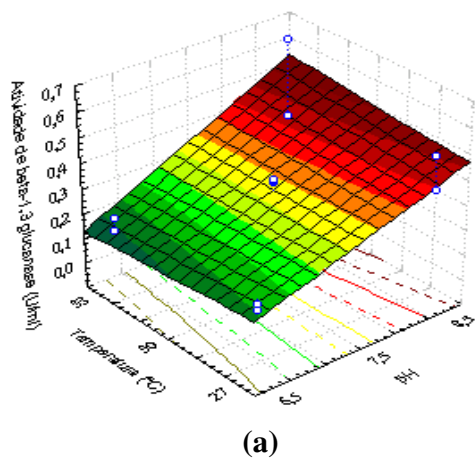 Atividade de beta-1,3 glucanase (U/ml)
0,7
0,6
0,5
0,4
0,3
0,2
0,1
0,0
Temperatura (ºC)
27
pH
6,5
7,5
(a)